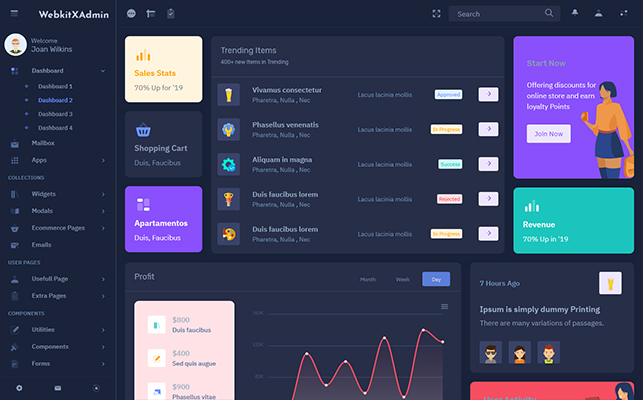 WebkitXAdmin
Search
Welcome
Joan Wilkins
Dashboard
Dashboard 1
Dashboard 2
Dashboard 3
Dashboard 4
Mailbox
Apps
COLLECTIONS
Widgets
Modals
Ecommerce Pages
Emails
USER PAGES
Usefull Page
Extra Pages
COMPONENTS
Utilities
Components
Forms
Sales Stats
70% Up for '19
Shopping Cart
Duis, Faucibus
Apartamentos
Duis, Faucibus
Trending Items
400+ new Items in Trending
Vivamus consectetur
Pharetra, Nulla , Nec
Lacus lacinia mollis
Approved
Phasellus venenatis
Pharetra, Nulla , Nec
Lacus lacinia mollis
In Progress
Aliquam in magna
Pharetra, Nulla , Nec
Lacus lacinia mollis
Success
Duis faucibus lorem
Pharetra, Nulla , Nec
Lacus lacinia mollis
Rejected
Duis faucibus lorem
Pharetra, Nulla , Nec
Lacus lacinia mollis
In Progress
Start Now
Offering discounts for
online store and earn
loyalty Points
Join Now
Revenue
70% Up in '19
Profit
Month
Week
Day
$800
Duis faucibus
$400
Sed quis augue
$900
Phasellus vitae
7 Hours Ago
Ipsum is simply dummy Printing
There are many variations of passages.
User Activity